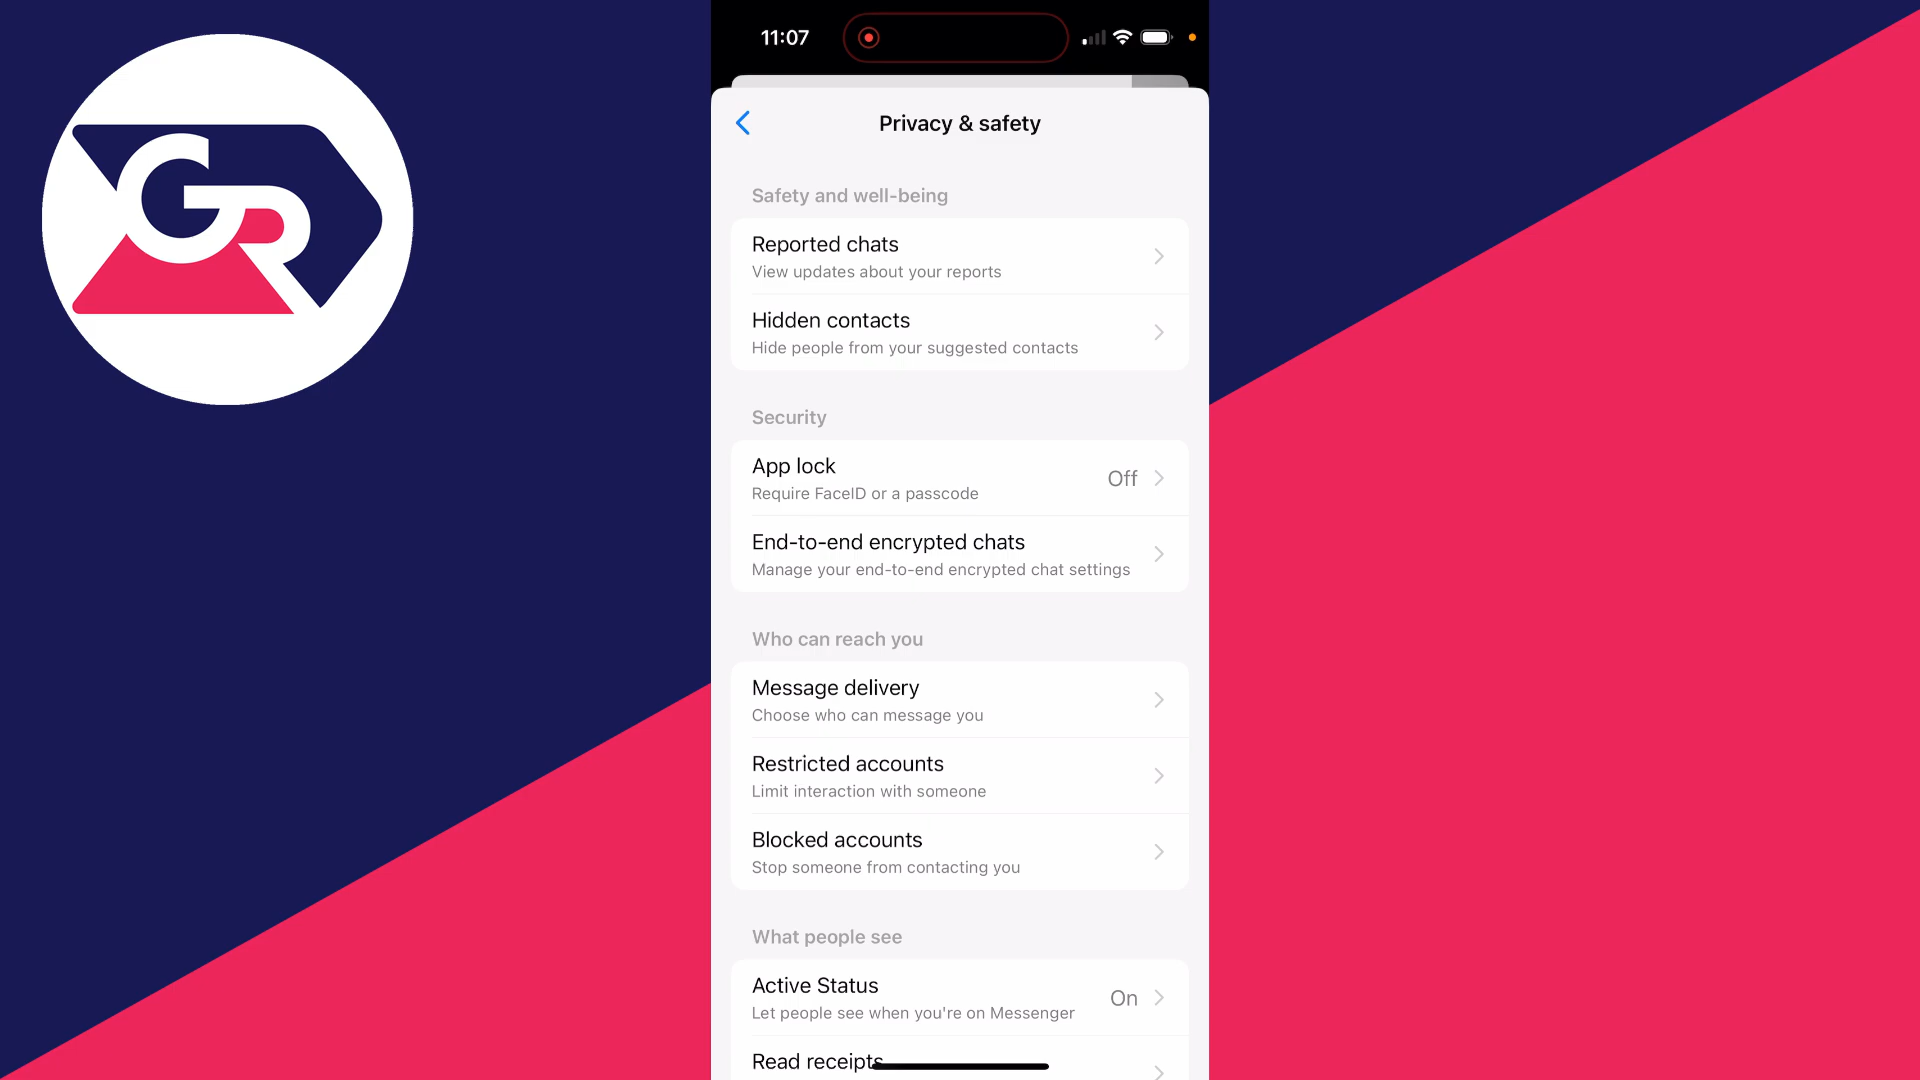 GR
11:07
Privacy & safety
Safety and well-being
Reported chats
View updates about your reports
Hidden contacts
Hide people from your suggested contacts
Security
App lock
Off
Require FaceID or a passcode
End-to-end encrypted chats
Manage your end-to-end encrypted chat settings
Who can reach you
Message delivery
Choose who can message you
Restricted accounts
Limit interaction with someone
Blocked accounts
Stop someone from contacting you
What people see
Active Status
On
Let people see when you're on Messenger
Read receipts